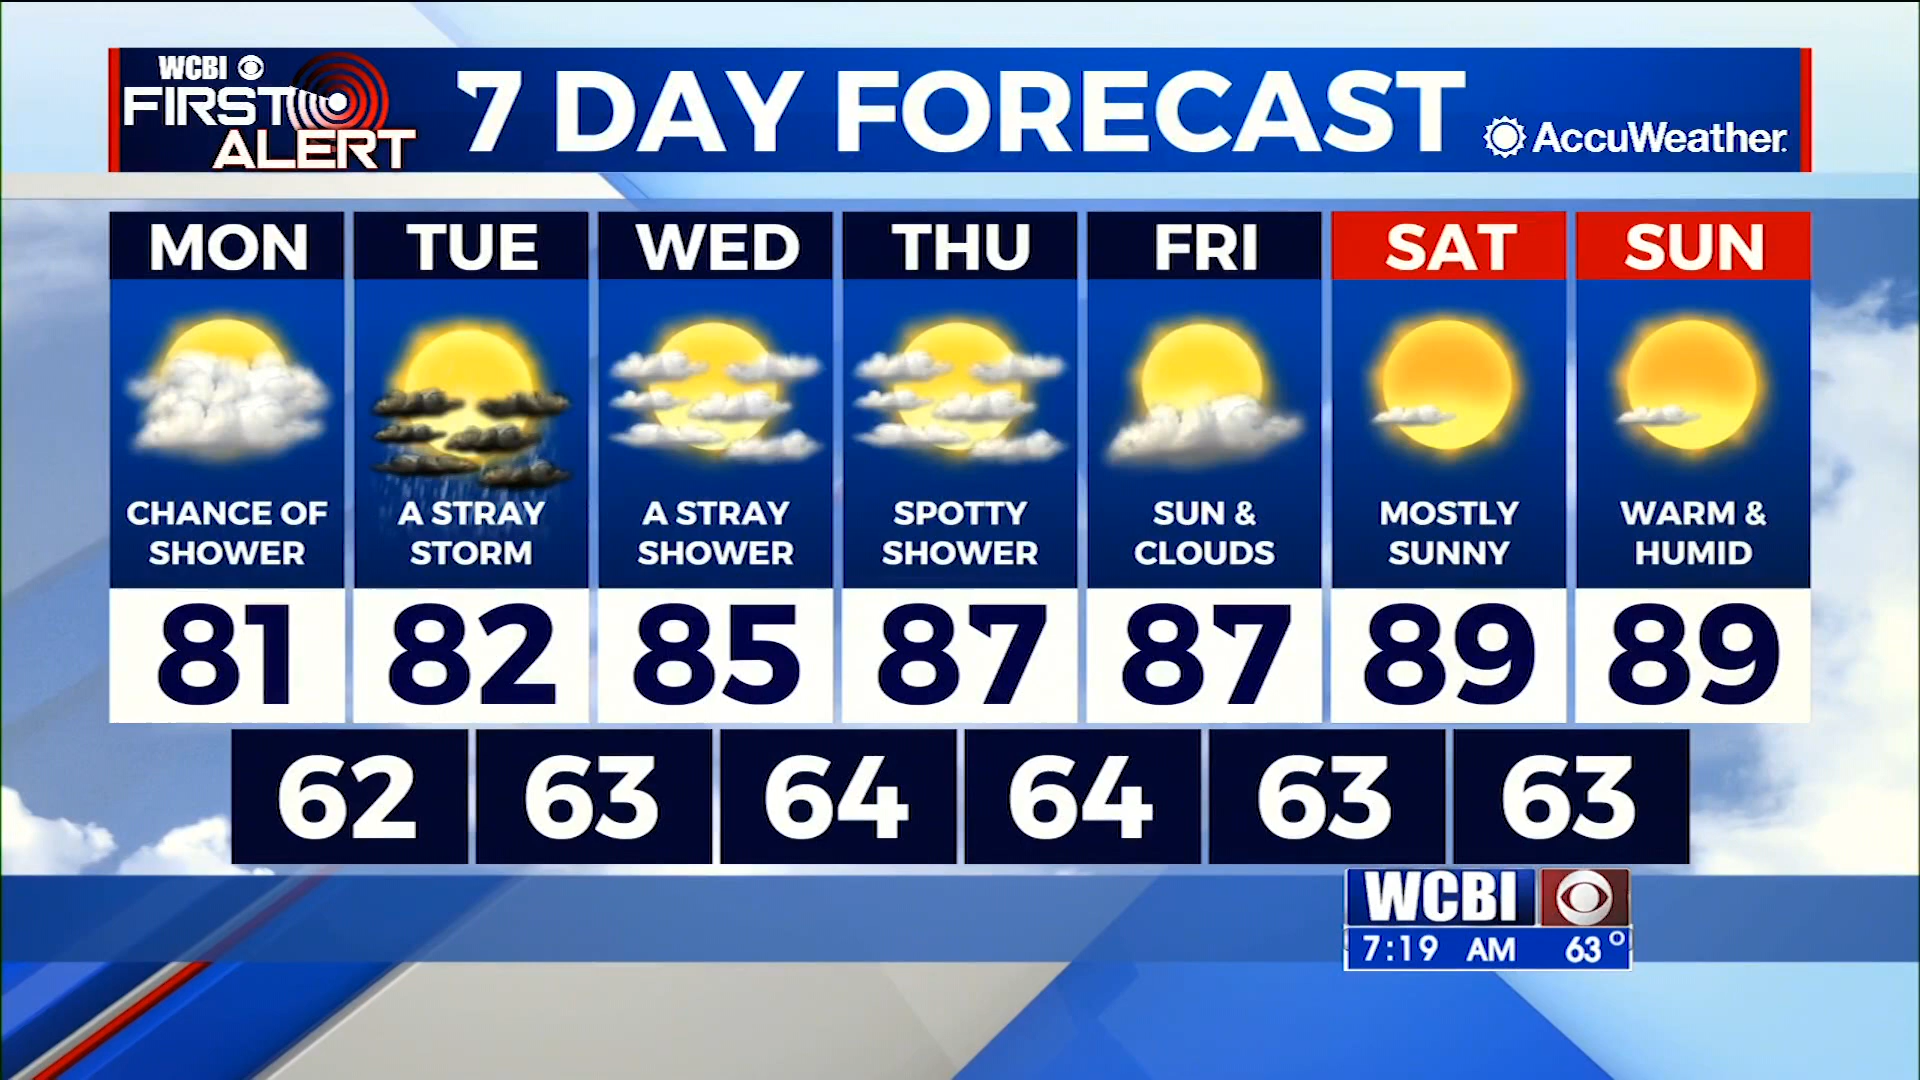 WCBI
FIRST
ALERT
7 DAY FORECAST
AccuWeather.
MON TUE WED THU FRI SAT SUN
CHANCE OF SHOWER
A STRAY STORM
A STRAY SHOWER
SPOTTY SHOWER
SUN & CLOUDS
MOSTLY SUNNY
WARM & HUMID
81 82 85 87 87 89 89
62 63 64 64 63 63
WCBI
7:19 AM 63°